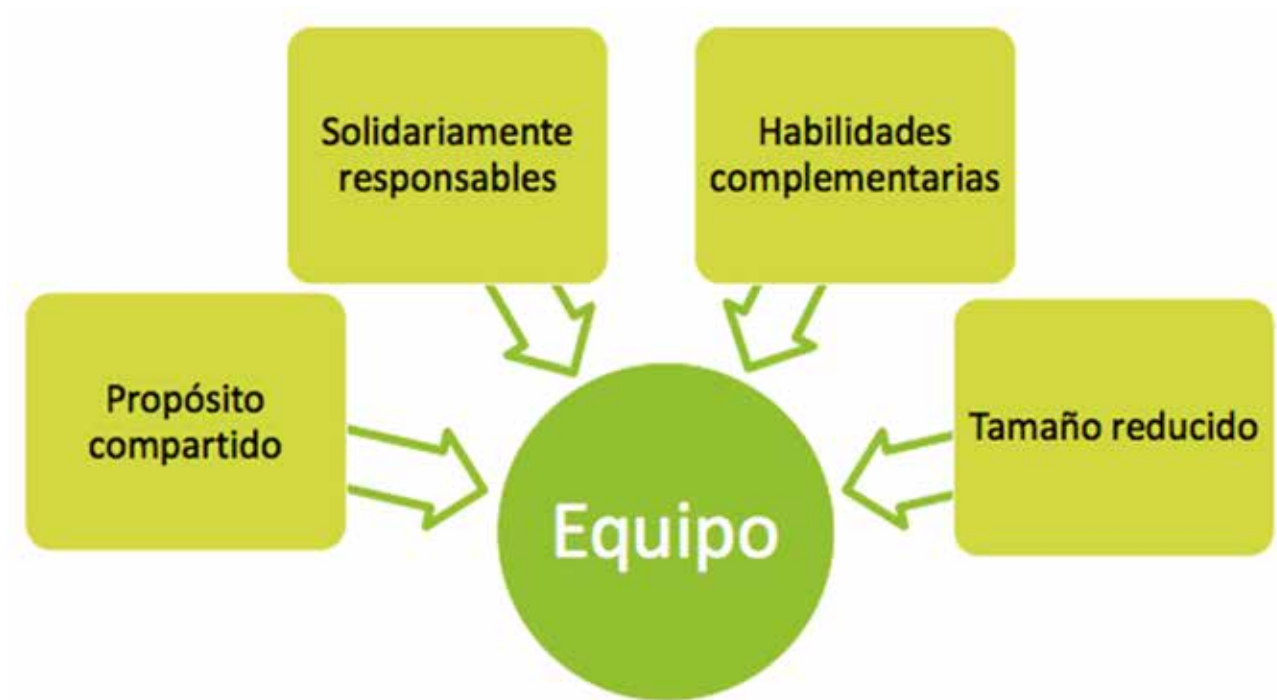 Solidariamente
responsables
Habilidades
complementarias
Propósito
compartido
Tamaño reducido
Equipo